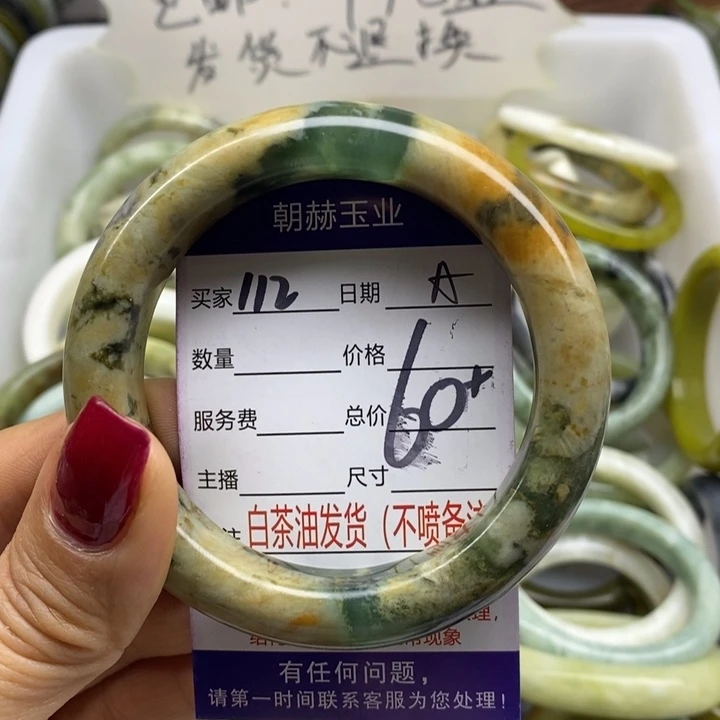 发货不退换
朝赫玉业
买家 112 日期 A
数量 价格
服务费 总价 60+
主播 尺寸
白茶油发货（不喷备注
有任何问题，
请第一时间联系客服为您处理！